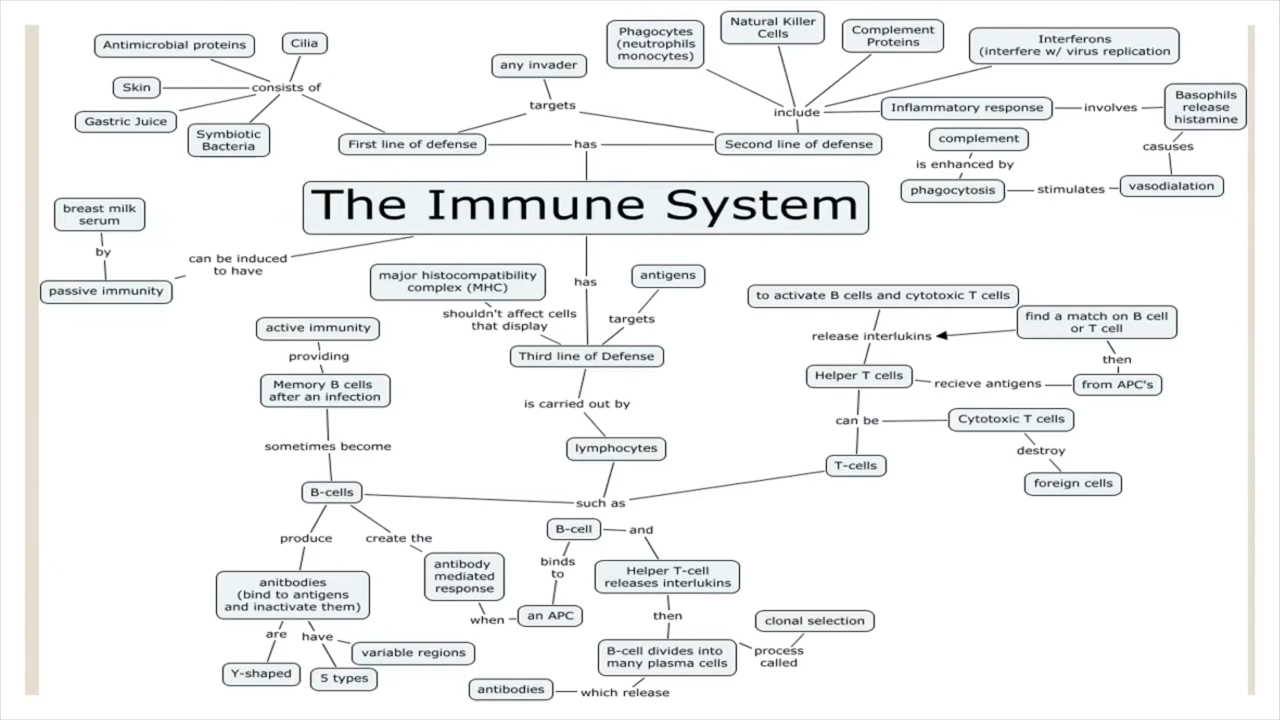 Antimicrobial proteins
Cilia
Skin
consists of
Gastric Juice
Symbiotic
Bacteria
any invader
targets
First line of defense
has
Second line of defense
Phagocytes
(neutrophils
monocytes)
Natural Killer
Cells
Complement
Proteins
Interferons
(interfere w/ virus replication
include
Inflammatory response
involves
Basophils
release
histamine
casuses
vasodialation
stimulates
phagocytosis
is enhanced by
complement
The Immune System
breast milk
serum
by
passive immunity
can be induced
to have
major histocompatibility
complex (MHC)
shouldn't affect cells
that display
has
antigens
targets
Third line of Defense
is carried out by
lymphocytes
such as
active immunity
providing
Memory B cells
after an infection
sometimes become
B-cells
to activate B cells and cytotoxic T cells
release interlukins
find a match on B cell
or T cell
then
from APC's
recieve antigens
Helper T cells
can be
Cytotoxic T cells
destroy
foreign cells
T-cells
produce
create the
anitbodies
(bind to antigens
and inactivate them)
are
have
Y-shaped
5 types
variable regions
antibody
mediated
response
when
an APC
binds
to
B-cell
and
Helper T-cell
releases interlukins
then
B-cell divides into
many plasma cells
process
called
clonal selection
which release
antibodies